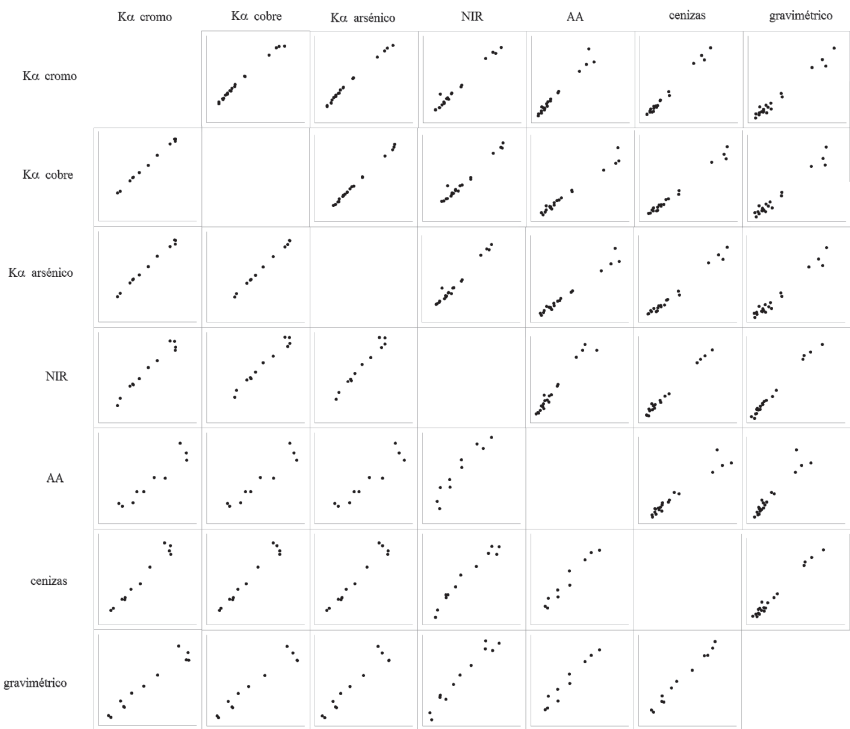 Kα cromo Kα cobre Kα arsénico NIR AA cenizas gravimétrico
Kα cromo
Kα cobre
Kα arsénico
NIR
AA
cenizas
gravimétrico